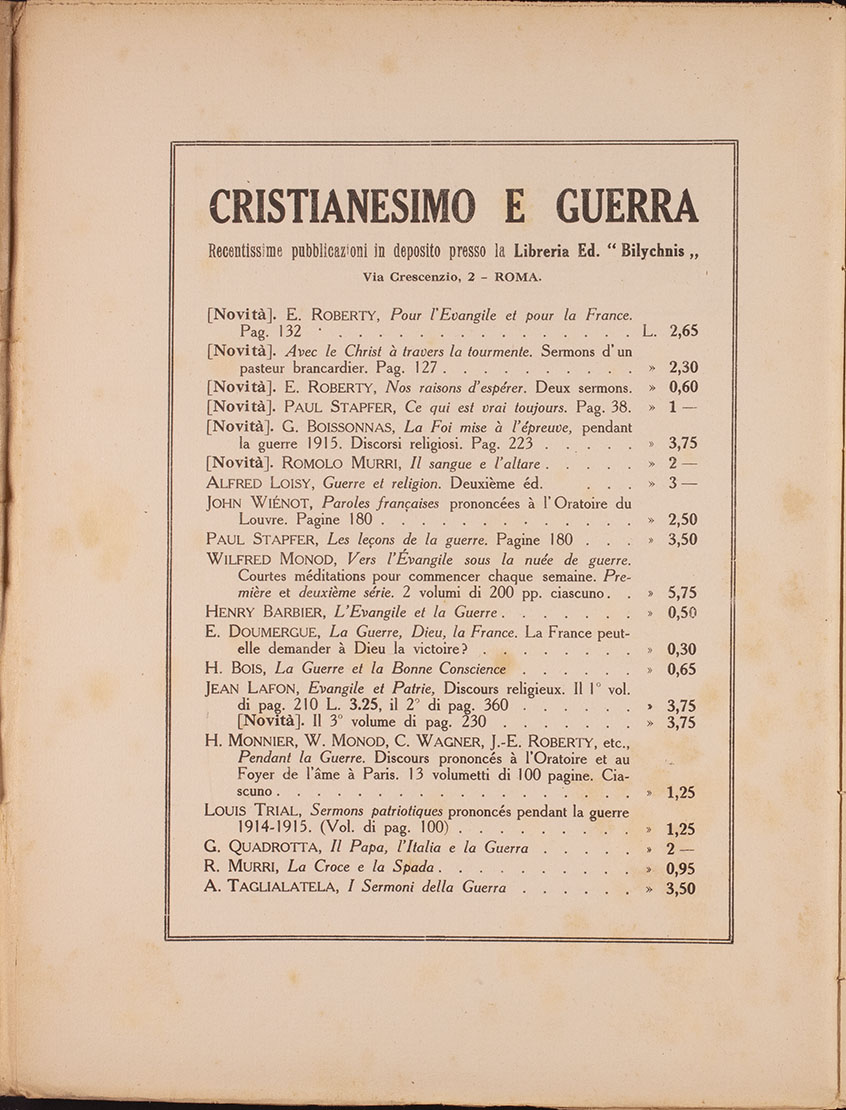 CRISTIANESIMO E GUERRA
Recentissime pubblicazioni in deposito presso la Libreria Ed. “ Bilychnis „
Via Crescenzio, 2 – ROMA.
[Novità]. E. ROBERTY, Pour l'Evangile et pour la France.
Pag. 132 . . . . . . . . . . . . . . . . L. 2,65
[Novità]. Avec le Christ à travers la tourmente. Sermons d'un
pasteur brancardier. Pag. 127 . . . . . . . . . . » 2,30
[Novità]. E. ROBERTY, Nos raisons d'espérer. Deux sermons. » 0,60
[Novità]. PAUL STAPFER, Ce qui est vrai toujours. Pag. 38. » 1 —
[Novità]. G. BOISSONNAS, La Foi mise à l'épreuve, pendant
la guerre 1915. Discorsi religiosi. Pag. 223 . . . . . » 3,75
[Novità]. ROMOLO MURRI, Il sangue e l'altare . . . . . » 2 —
ALFRED LOISY, Guerre et religion. Deuxième éd. . . . » 3 —
JOHN WIÉNOT, Paroles françaises prononcées à l'Oratoire du
Louvre. Pagine 180 . . . . . . . . . . . . . » 2,50
PAUL STAPFER, Les leçons de la guerre. Pagine 180 . . . » 3,50
WILFRED MONOD, Vers l'Évangile sous la nuée de guerre.
Courtes méditations pour commencer chaque semaine. Pre-
mière et deuxième série. 2 volumi di 200 pp. ciascuno. . » 5,75
HENRY BARBIER, L'Evangile et la Guerre . . . . . . . » 0,50
E. DOUMERGUE, La Guerre, Dieu, la France. La France peut-
elle demander à Dieu la victoire? . . . . . . . . » 0,30
H. BOIS, La Guerre et la Bonne Conscience . . . . . . » 0,65
JEAN LAFON, Evangile et Patrie, Discours religieux. Il 1° vol.
di pag. 210 L. 3.25, il 2° di pag. 360 . . . . . . » 3,75
[Novità]. Il 3° volume di pag. 230 . . . . . . . » 3,75
H. MONNIER, W. MONOD, C. WAGNER, J.-E. ROBERTY, etc.,
Pendant la Guerre. Discours prononcés à l'Oratoire et au
Foyer de l'âme à Paris. 13 volumetti di 100 pagine. Cia-
scuno . . . . . . . . . . . . . . . . . . » 1,25
LOUIS TRIAL, Sermons patriotiques prononcés pendant la guerre
1914-1915. (Vol. di pag. 100) . . . . . . . . . » 1,25
G. QUADROTTA, Il Papa, l'Italia e la Guerra . . . . . » 2 —
R. MURRI, La Croce e la Spada . . . . . . . . . . » 0,95
A. TAGLIALATELA, I Sermoni della Guerra . . . . . . » 3,50